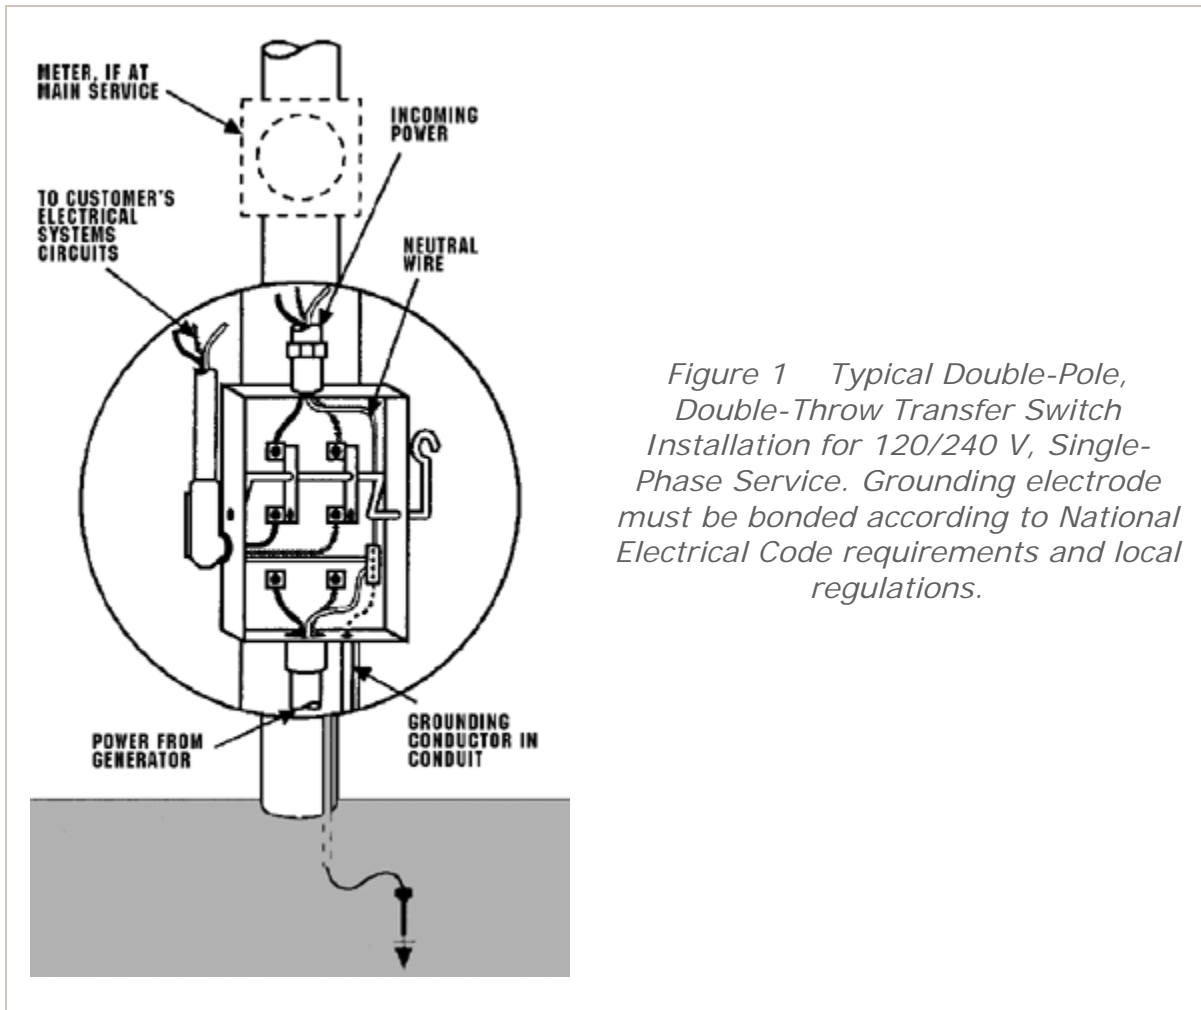 METER, IF AT
MAIN SERVICE
INCOMING
POWER
TO CUSTOMER'S
ELECTRICAL
SYSTEMS
CIRCUITS
NEUTRAL
WIRE
POWER FROM
GENERATOR
GROUNDING
CONDUCTOR IN
CONDUIT
Figure 1 Typical Double-Pole,
Double-Throw Transfer Switch
Installation for 120/240 V, Single-
Phase Service. Grounding electrode
must be bonded according to National
Electrical Code requirements and local
regulations.